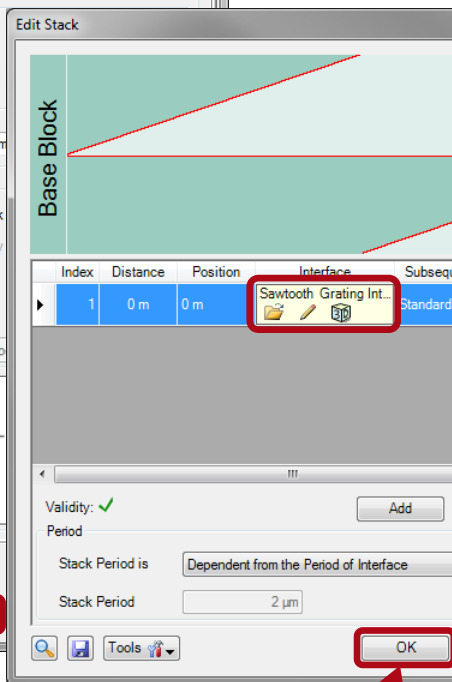 Edit Stack
Base Block
Index Distance Position Interface Subsequ
1 0 m 0 m Sawtooth Grating Int... Standard
3D
Validity:
Add
Period
Stack Period is Dependent from the Period of Interface
Stack Period 2 µm
Tools OK